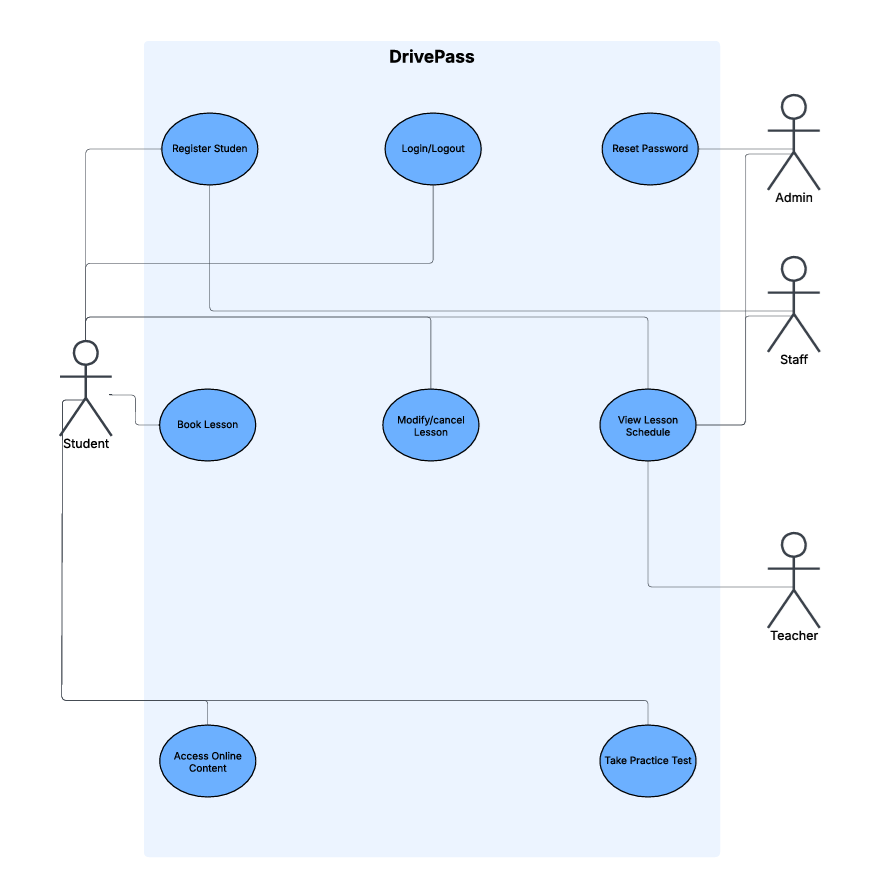 DrivePass
Register Studen
Login/Logout
Reset Password
Admin
Staff
Student
Book Lesson
Modify/cancel
Lesson
View Lesson
Schedule
Teacher
Access Online
Content
Take Practice Test